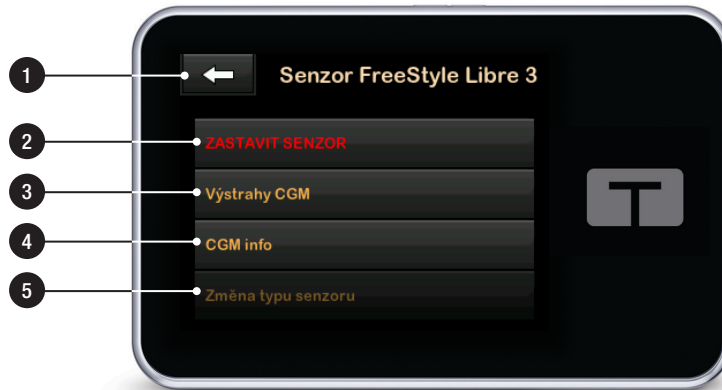 1
Senzor FreeStyle Libre 3
2
ZASTAVIT SENZOR
3
Výstrahy CGM
4
CGM info
5
Změna typu senzoru